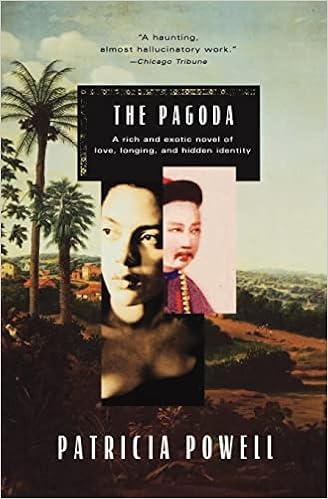 "A haunting,
almost hallucinatory work."
—Chicago Tribune
THE PAGODA
A rich and exotic novel of
love, longing, and hidden identity
PATRICIA POWELL